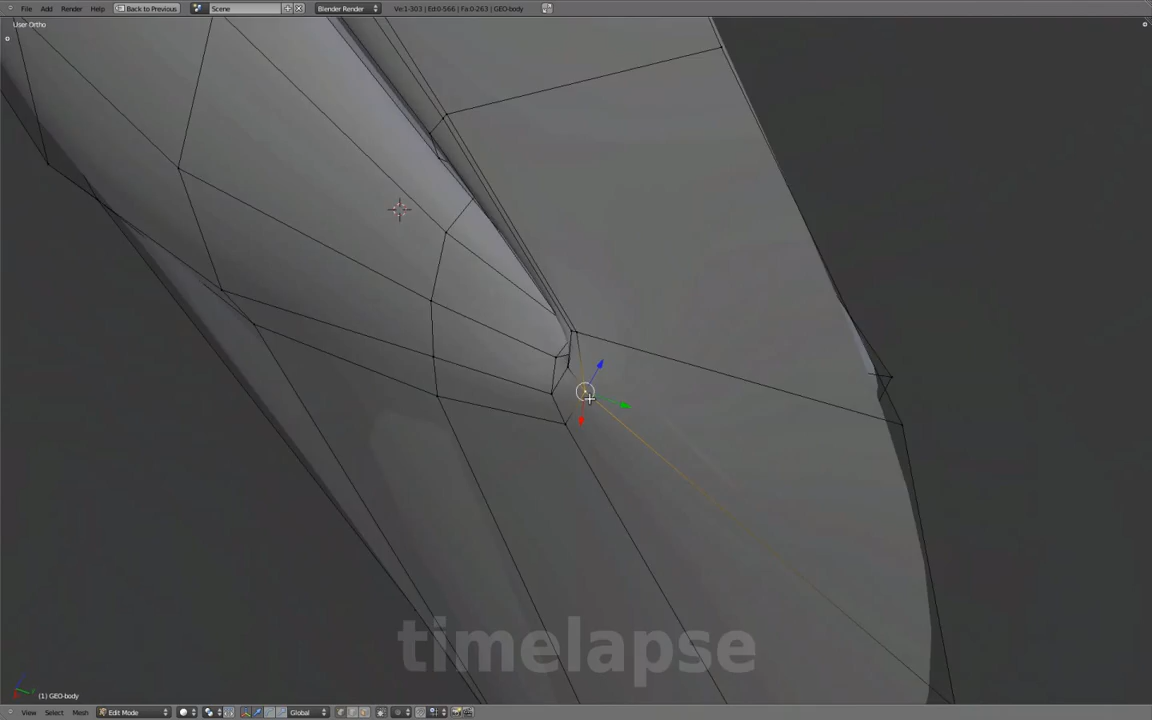 File Add Render Help Back to Previous Scene Blender Render Ve:1-303 | Ed:0-566 | Fa:0-263 | GEO-body
User Ortho
timelapse
(1) GEO-body
View Select Mesh Edit Mode Global